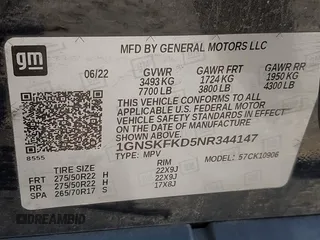 gm
MFD BY GENERAL MOTORS LLC
06/22 GVWR GAWR FRT GAWR RR
3493 KG 1724 KG 1950 KG
7700 LB 3800 LB 4300 LB
THIS VEHICLE CONFORMS TO ALL APPLICABLE
U.S. FEDERAL MOTOR
VEHICLE SAFETY STANDARDS IN EFFECT
ON THE DATE OF MANUFACTURE
SHOWN ABOVE.
1GNSKFKD5NR344147
TYPE: MPV MODEL: 57CK10906
8555
TIRE SIZE RIM
FRT 275/50R22 H 22X9J
RR 275/50R22 H 22X9J
SPA 265/70R17 S 17X8J
DREAMBID